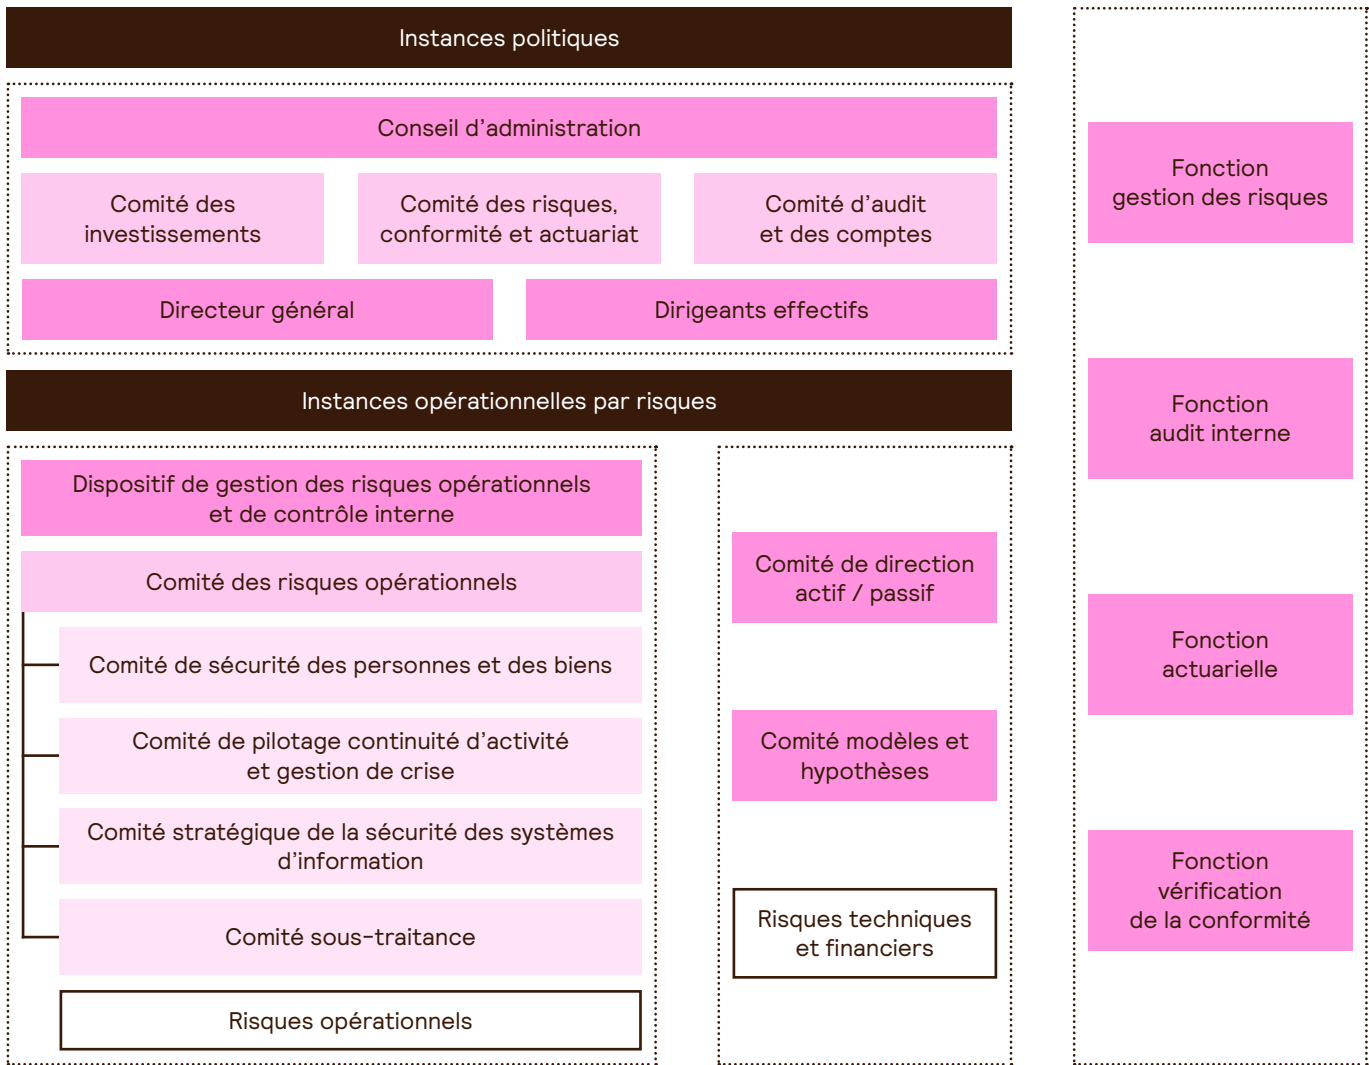 Instances politiques
Conseil d’administration
Comité des
investissements
Comité des risques,
conformité et actuariat
Comité d’audit
et des comptes
Directeur général
Dirigeants effectifs
Instances opérationnelles par risques
Dispositif de gestion des risques opérationnels
et de contrôle interne
Comité des risques opérationnels
Comité de sécurité des personnes et des biens
Comité de pilotage continuité d’activité
et gestion de crise
Comité stratégique de la sécurité des systèmes
d’information
Comité sous-traitance
Risques opérationnels
Comité de direction
actif / passif
Comité modèles et
hypothèses
Risques techniques
et financiers
Fonction
gestion des risques
Fonction
audit interne
Fonction
actuarielle
Fonction
vérification
de la conformité